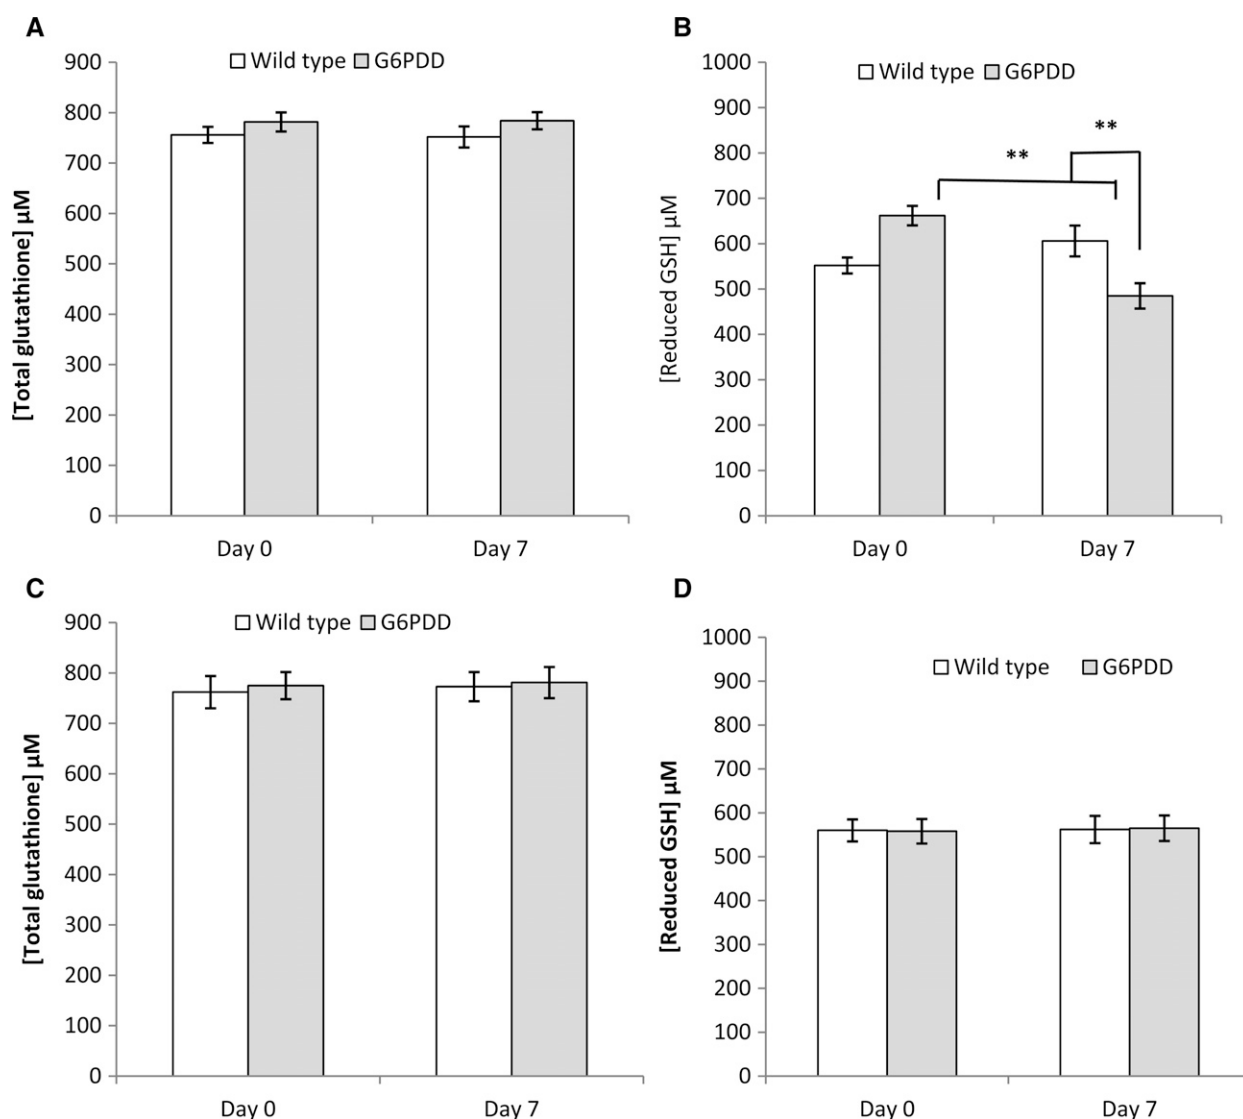 A
Wild type G6PDD
[Total glutathione] µM
900
800
700
600
500
400
300
200
100
0
Day 0 Day 7
B
Wild type G6PDD
[Reduced GSH] µM
1000
900
800
700
600
500
400
300
200
100
0
** **
Day 0 Day 7
C
Wild type G6PDD
[Total glutathione] µM
900
800
700
600
500
400
300
200
100
0
Day 0 Day 7
D
Wild type G6PDD
[Reduced GSH] µM
1000
900
800
700
600
500
400
300
200
100
0
Day 0 Day 7